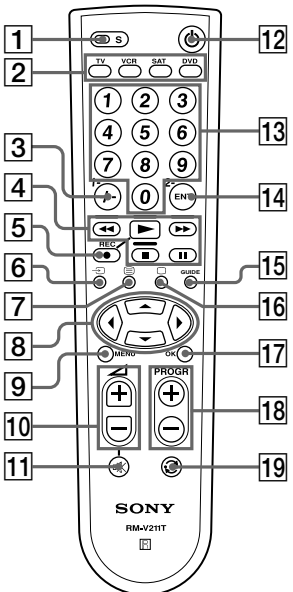 1 S 12
2 TV VCR SAT DVD
1 2 3 13
4 5 6
3 7 8 9
1- 2-
-/-- 0 ENT 14
4
5 REC
6 GUIDE 15
7 16
8
9 MENU OK 17
10 PROGR 18
+ +
− −
11 19
SONY
RM-V211T
R